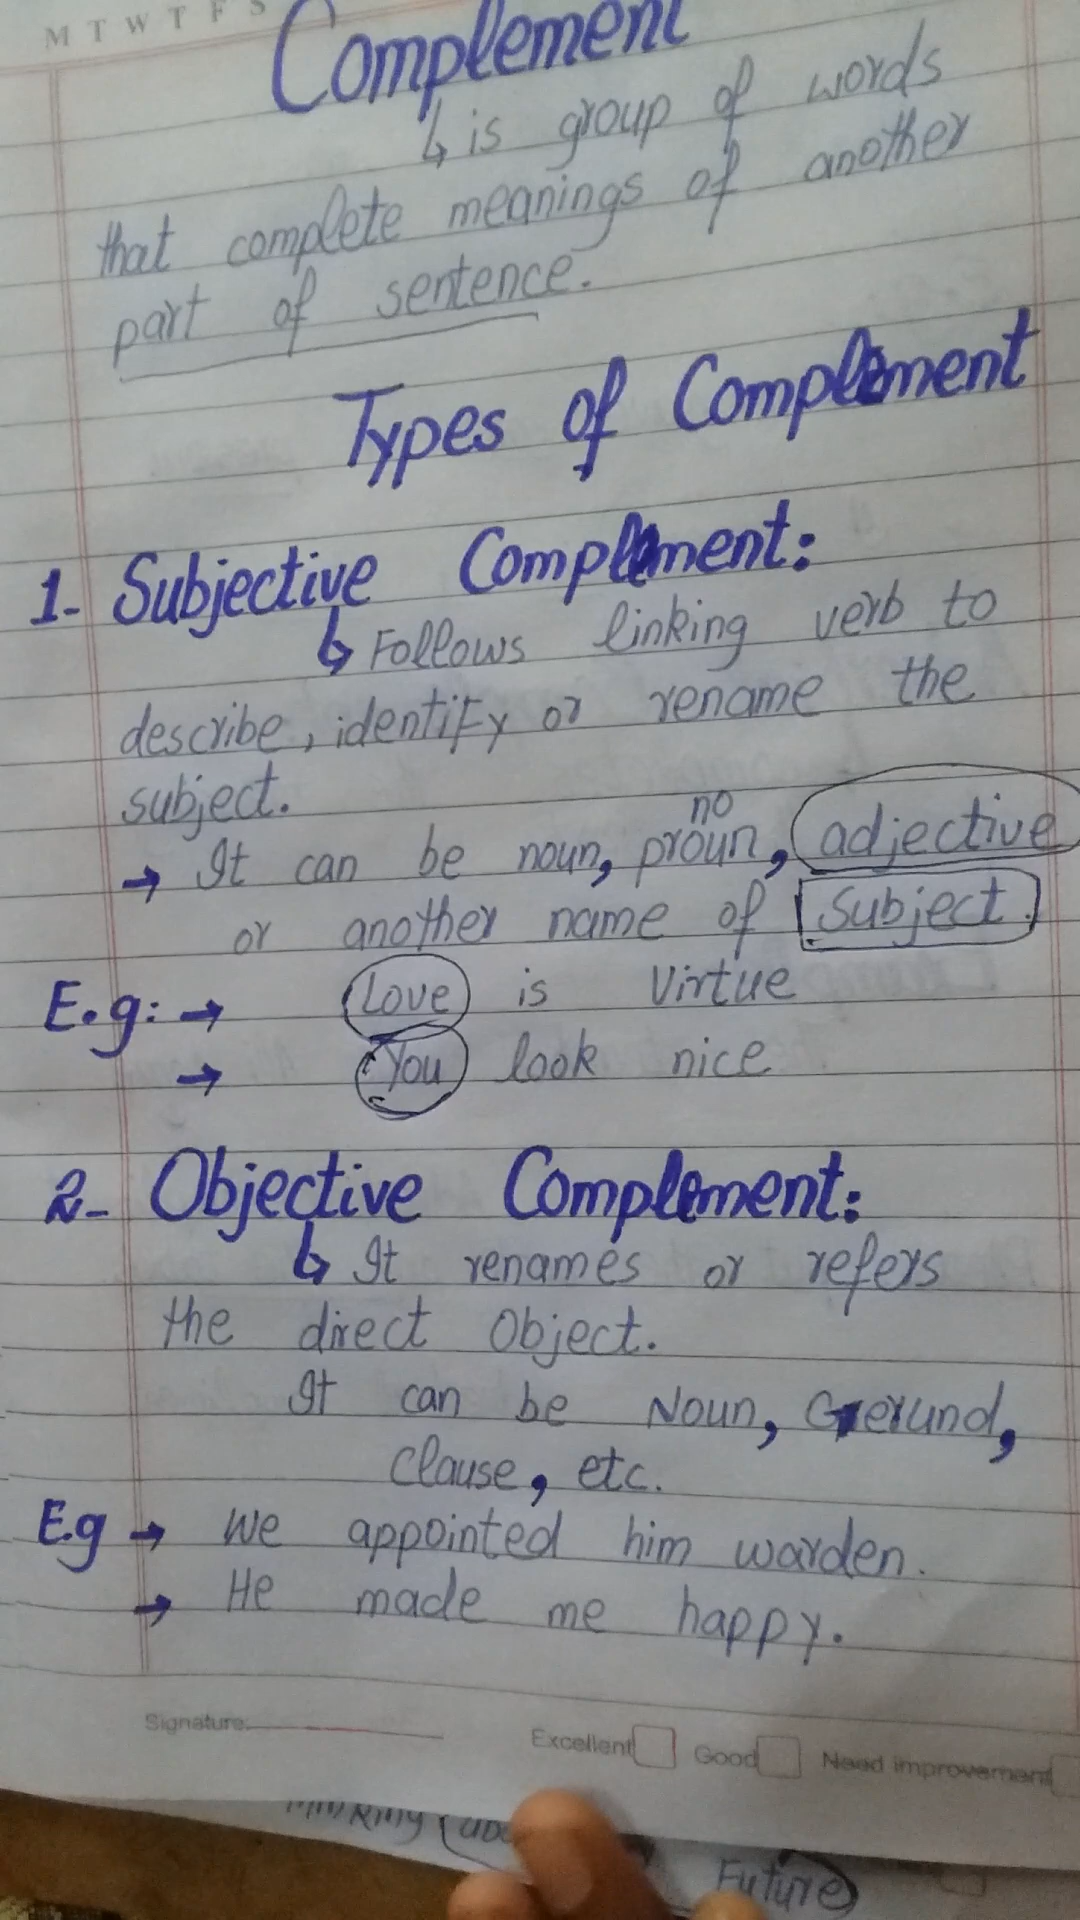 M T W T F S
Complement
↳ is group of words
that complete meanings of another
part of sentence.
Types of Complement
1- Subjective Complement:
↳ Follows linking verb to
describe, identify or rename the
subject.
no
→ It can be noun, proun, adjective
or another name of subject.
E.g: → Love is Virtue
→ You look nice
2- Objective Complement:
↳ It renames or refers
the direct Object.
It can be Noun, Gerund,
Clause, etc.
E.g → We appointed him warden.
→ He made me happy.
Signature
Excellent Good Need improvement
Future